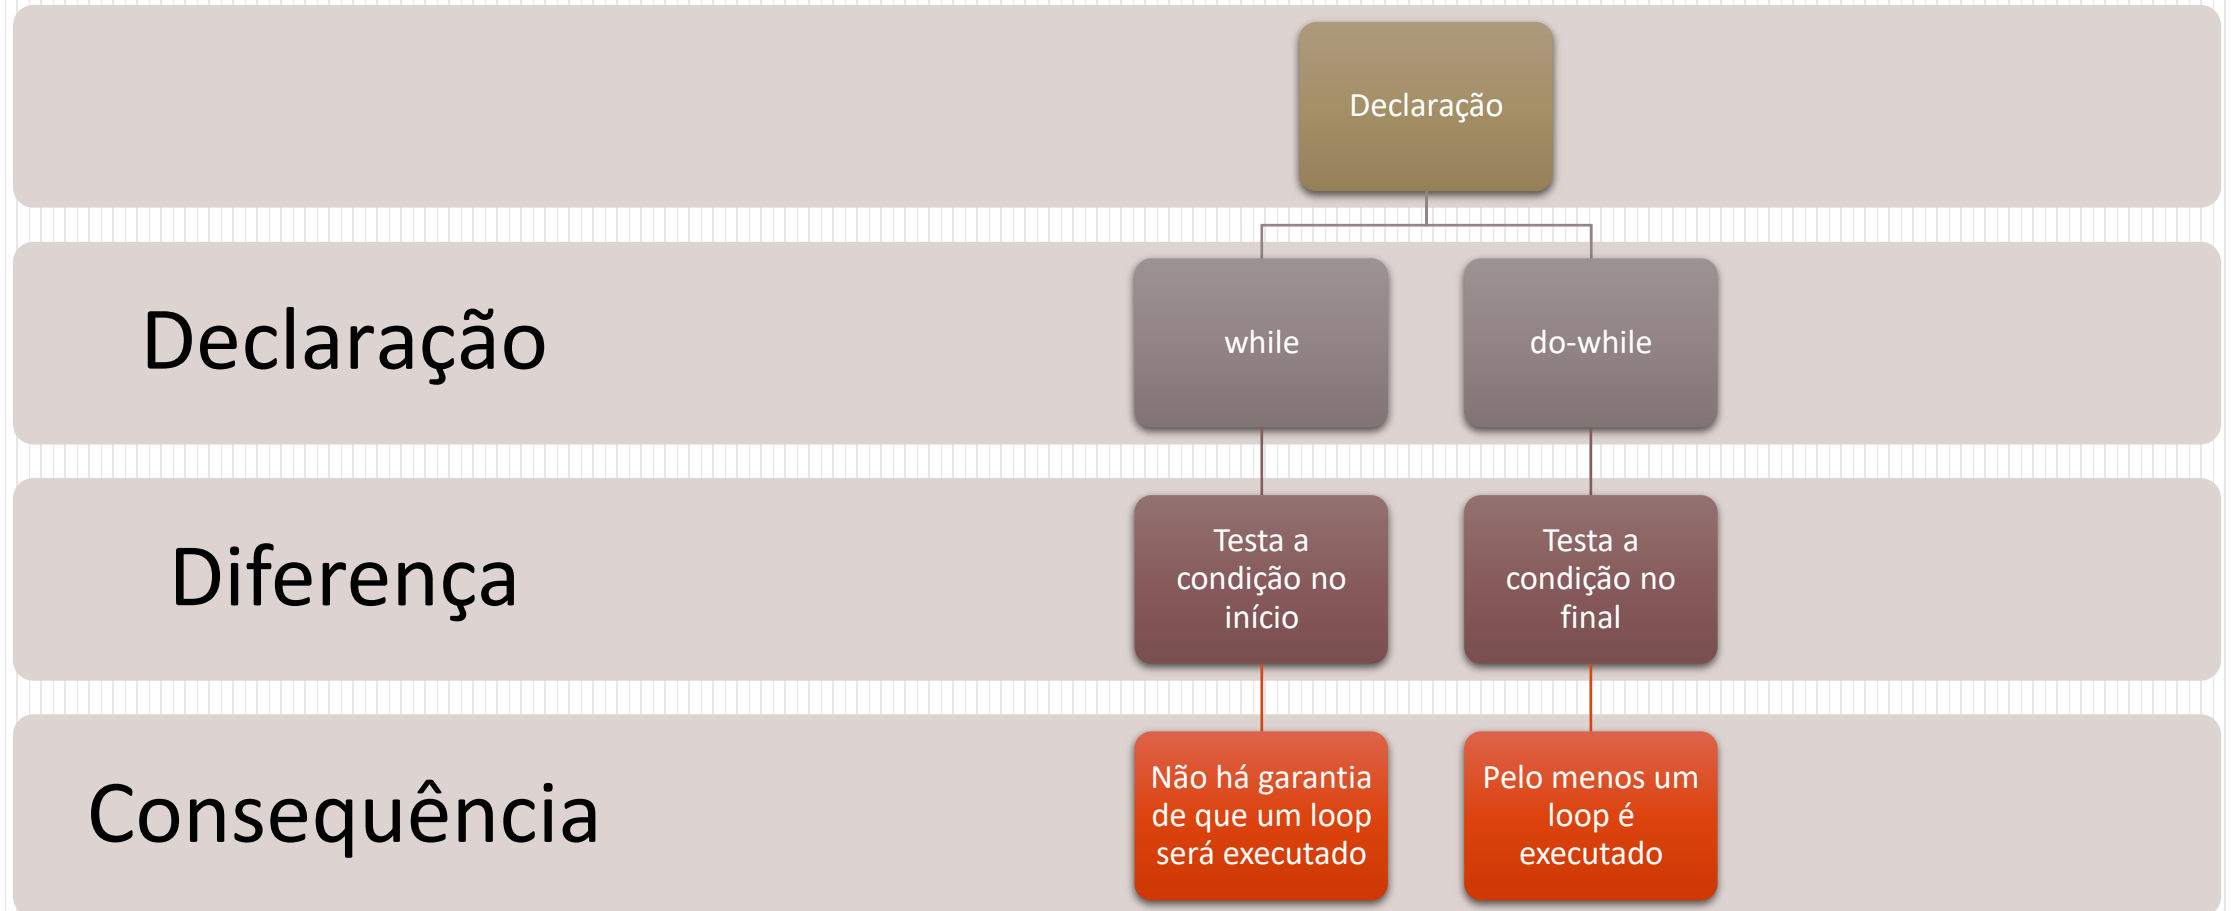 Declaração
Declaração
while
do-while
Diferença
Testa a
condição no
início
Testa a
condição no
final
Consequência
Não há garantia
de que um loop
será executado
Pelo menos um
loop é
executado